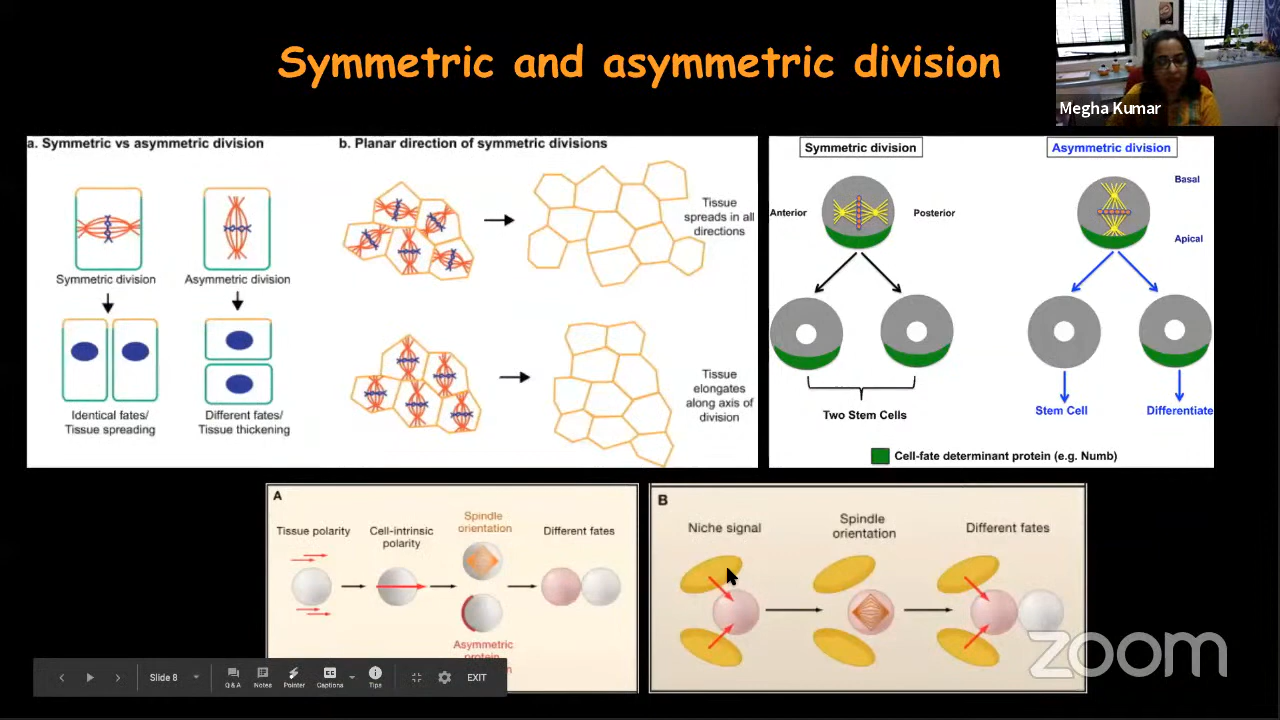 Symmetric and asymmetric division
Megha Kumar
a. Symmetric vs asymmetric division
Symmetric division
Asymmetric division
Identical fates/
Tissue spreading
Different fates/
Tissue thickening
b. Planar direction of symmetric divisions
Tissue
spreads in all
directions
Tissue
elongates
along axis of
division
Symmetric division
Anterior
Posterior
Two Stem Cells
Asymmetric division
Basal
Apical
Stem Cell
Differentiate
Cell-fate determinant protein (e.g. Numb)
A
Tissue polarity
Cell-intrinsic
polarity
Spindle
orientation
Different fates
Asymmetric
protein
B
Niche signal
Spindle
orientation
Different fates
Slide 8
Q & A
Notes
Pointer
Captions
CC
Tips
EXIT
zoom